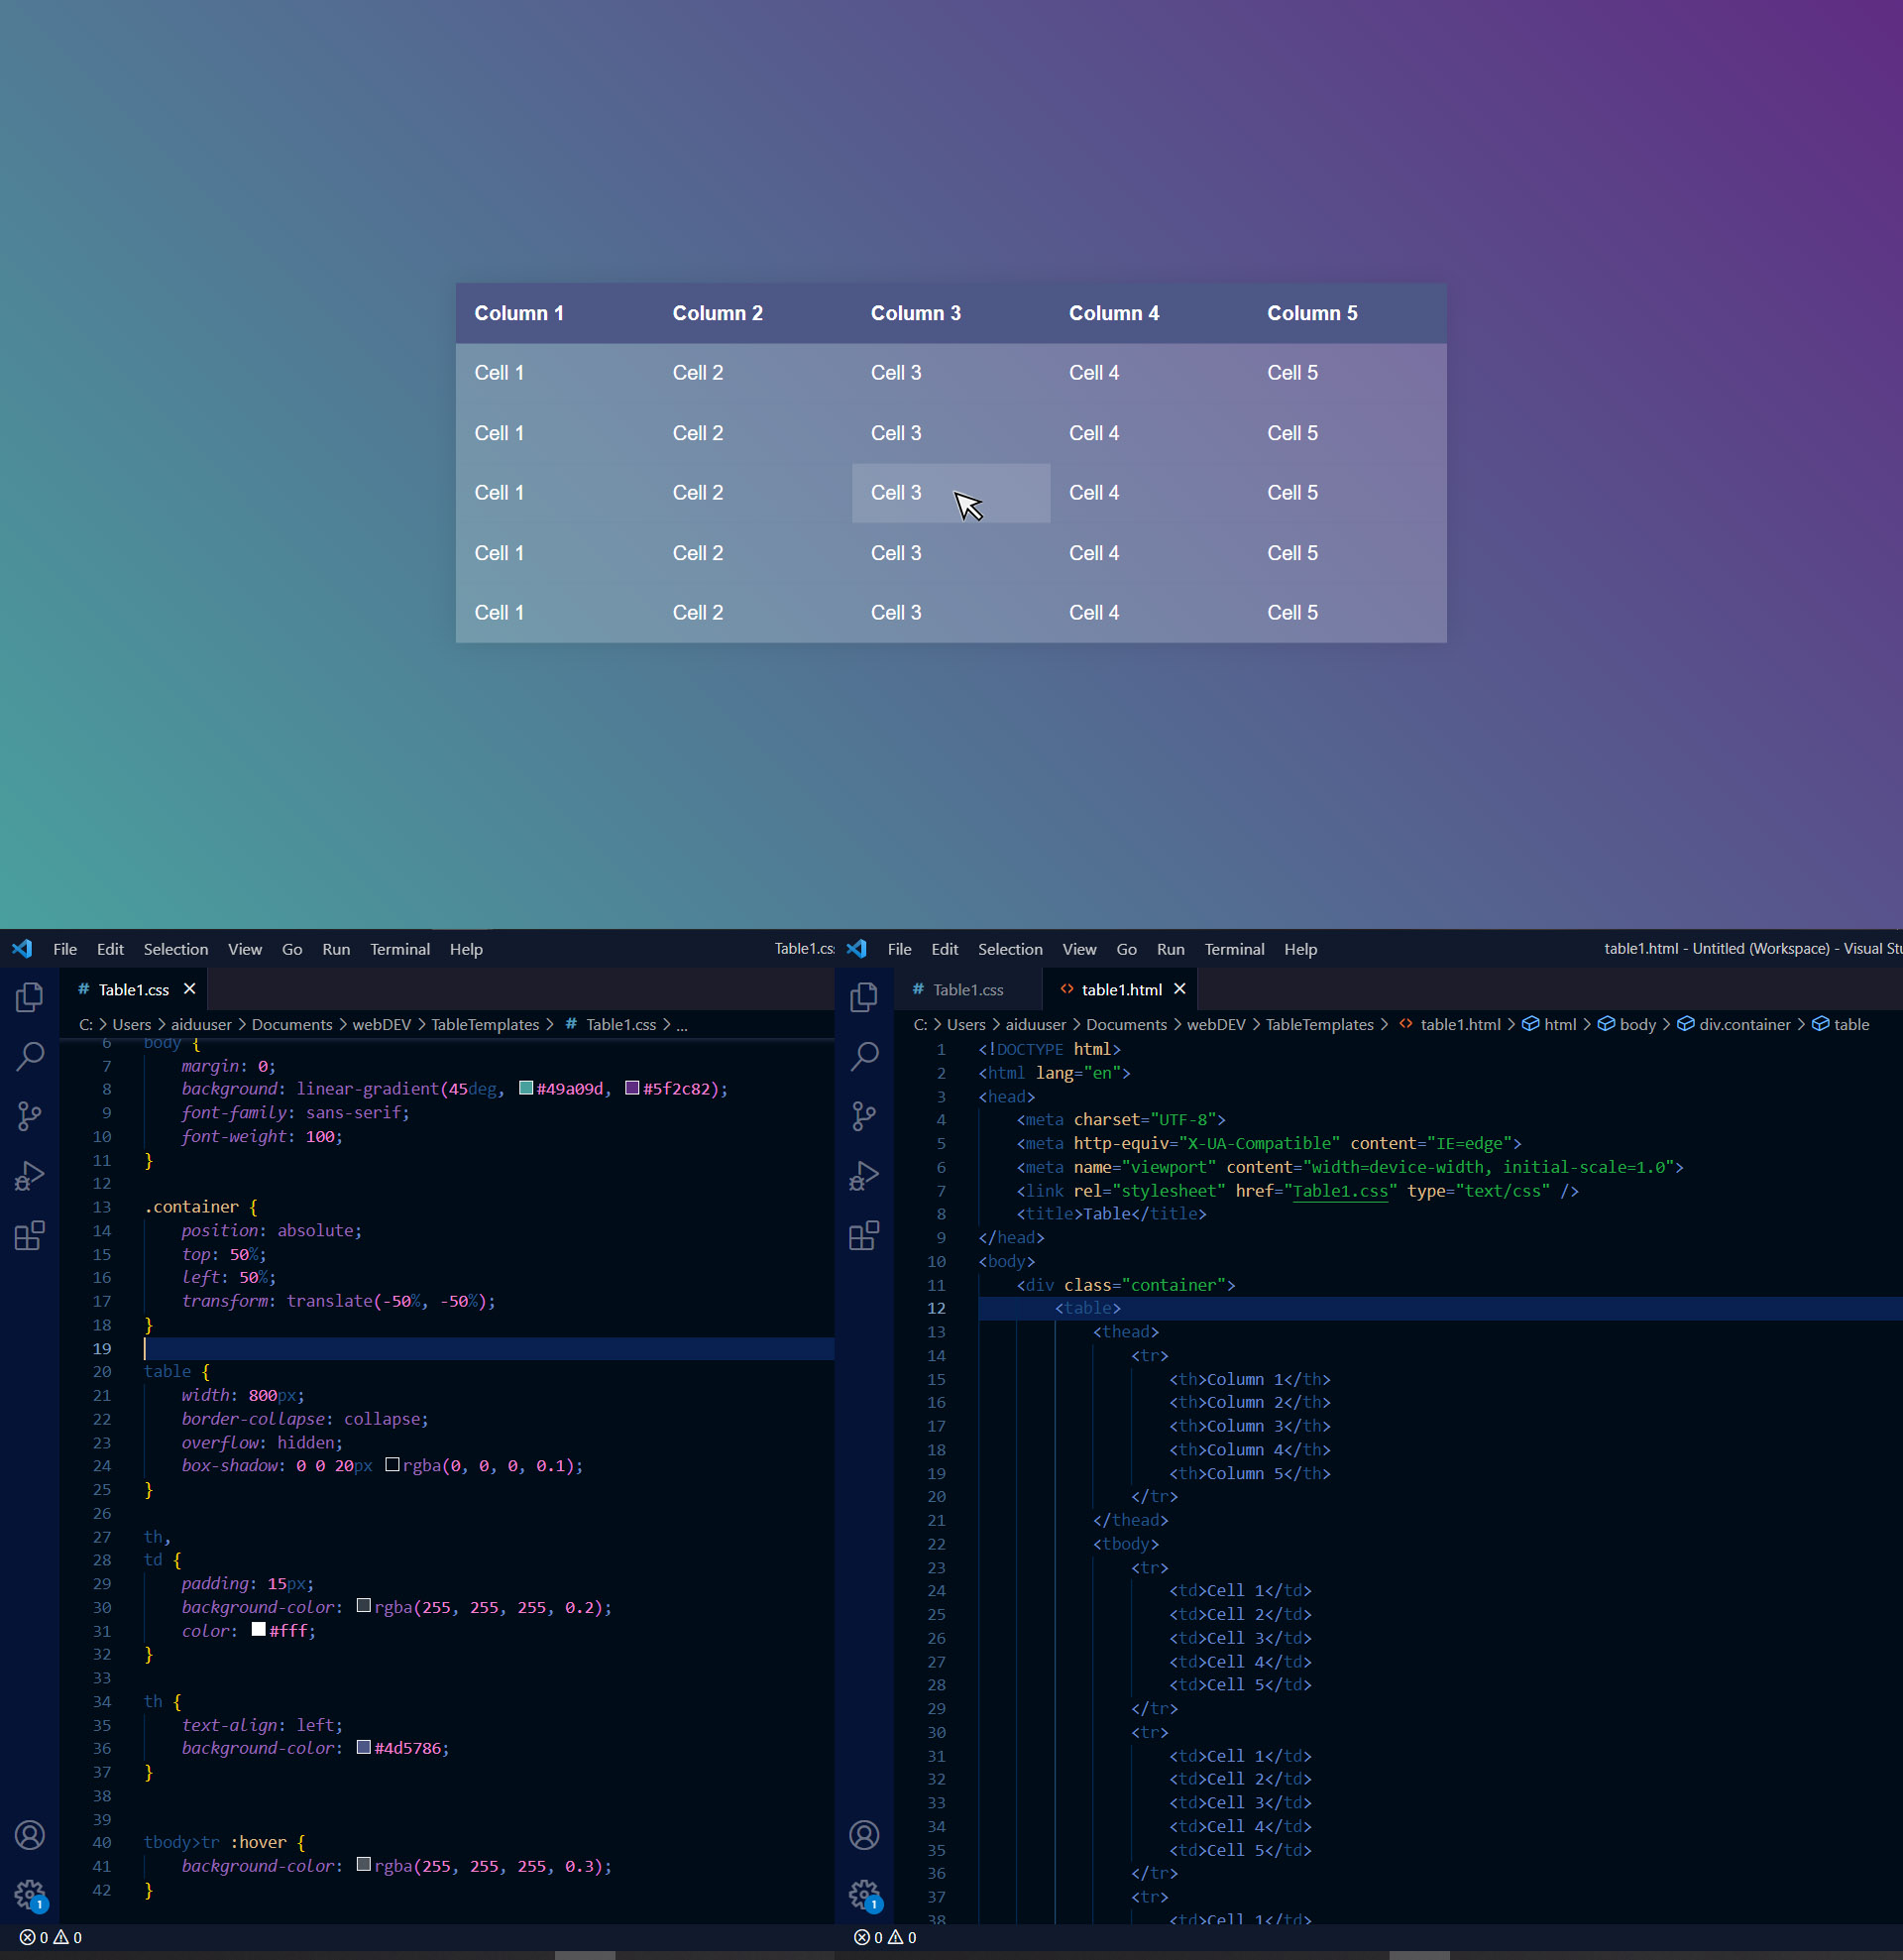 Column 1 Column 2 Column 3 Column 4 Column 5
Cell 1 Cell 2 Cell 3 Cell 4 Cell 5
Cell 1 Cell 2 Cell 3 Cell 4 Cell 5
Cell 1 Cell 2 Cell 3 Cell 4 Cell 5
Cell 1 Cell 2 Cell 3 Cell 4 Cell 5
Cell 1 Cell 2 Cell 3 Cell 4 Cell 5
File Edit Selection View Go Run Terminal Help Table1.cs
# Table1.css ×
C: > Users > aiduuser > Documents > webDEV > TableTemplates > # Table1.css > ...
6 body {
7 margin: 0;
8 background: linear-gradient(45deg, #49a09d, #5f2c82);
9 font-family: sans-serif;
10 font-weight: 100;
11 }
12
13 .container {
14 position: absolute;
15 top: 50%;
16 left: 50%;
17 transform: translate(-50%, -50%);
18 }
19
20 table {
21 width: 800px;
22 border-collapse: collapse;
23 overflow: hidden;
24 box-shadow: 0 0 20px rgba(0, 0, 0, 0.1);
25 }
26
27 th,
28 td {
29 padding: 15px;
30 background-color: rgba(255, 255, 255, 0.2);
31 color: #fff;
32 }
33
34 th {
35 text-align: left;
36 background-color: #4d5786;
37 }
38
39
40 tbody>tr :hover {
41 background-color: rgba(255, 255, 255, 0.3);
42 }
1
0 0
File Edit Selection View Go Run Terminal Help table1.html - Untitled (Workspace) - Visual Stu
# Table1.css <> table1.html ×
C: > Users > aiduuser > Documents > webDEV > TableTemplates > <> table1.html > html > body > div.container > table
1 <!DOCTYPE html>
2 <html lang="en">
3 <head>
4 <meta charset="UTF-8">
5 <meta http-equiv="X-UA-Compatible" content="IE=edge">
6 <meta name="viewport" content="width=device-width, initial-scale=1.0">
7 <link rel="stylesheet" href="Table1.css" type="text/css" />
8 <title>Table</title>
9 </head>
10 <body>
11 <div class="container">
12 <table>
13 <thead>
14 <tr>
15 <th>Column 1</th>
16 <th>Column 2</th>
17 <th>Column 3</th>
18 <th>Column 4</th>
19 <th>Column 5</th>
20 </tr>
21 </thead>
22 <tbody>
23 <tr>
24 <td>Cell 1</td>
25 <td>Cell 2</td>
26 <td>Cell 3</td>
27 <td>Cell 4</td>
28 <td>Cell 5</td>
29 </tr>
30 <tr>
31 <td>Cell 1</td>
32 <td>Cell 2</td>
33 <td>Cell 3</td>
34 <td>Cell 4</td>
35 <td>Cell 5</td>
36 </tr>
37 <tr>
38 <td>Cell 1</td>
1
0 0